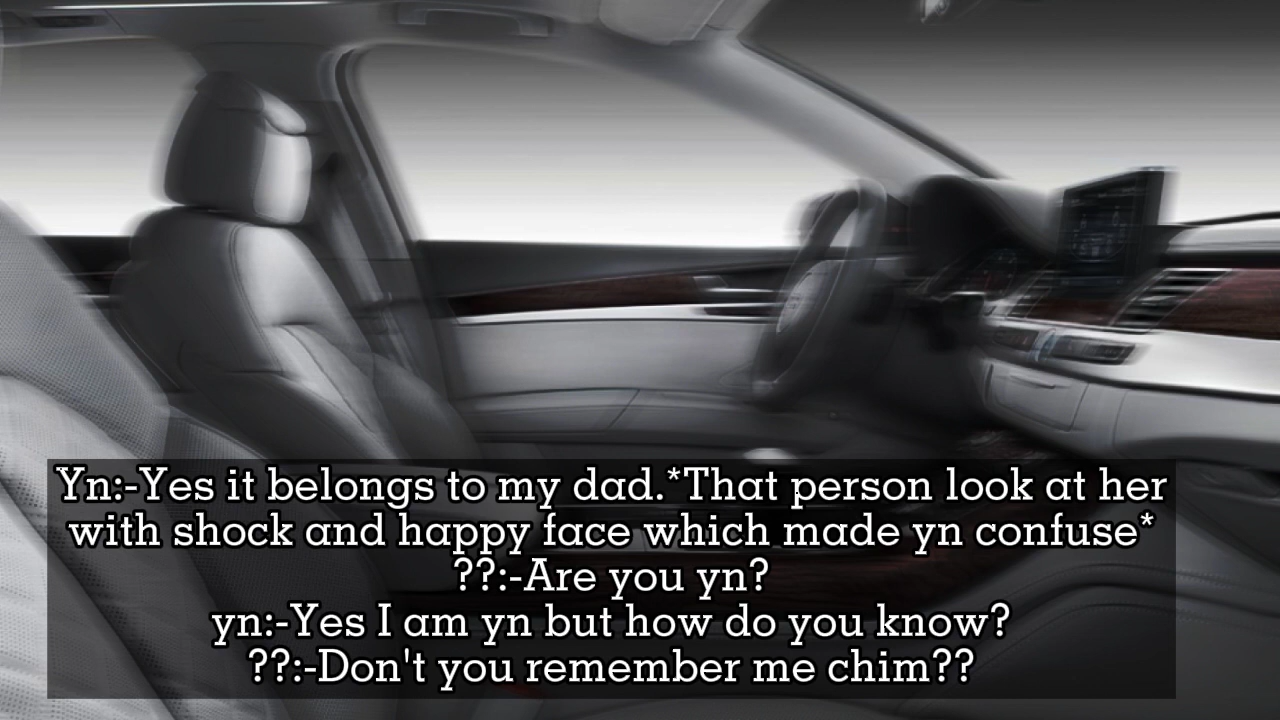 Yn:-Yes it belongs to my dad.*That person look at her
with shock and happy face which made yn confuse*
??:-Are you yn?
yn:-Yes I am yn but how do you know?
??:-Don't you remember me chim??